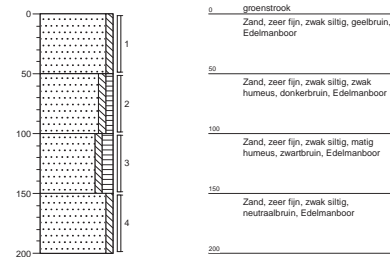 0
50
100
150
200
1
2
3
4
0
groenstrook
Zand, zeer fijn, zwak siltig, geelbruin,
Edelmanboor
50
Zand, zeer fijn, zwak siltig, zwak
humeus, donkerbruin, Edelmanboor
100
Zand, zeer fijn, zwak siltig, matig
humeus, zwartbruin, Edelmanboor
150
Zand, zeer fijn, zwak siltig,
neutraalbruin, Edelmanboor
200